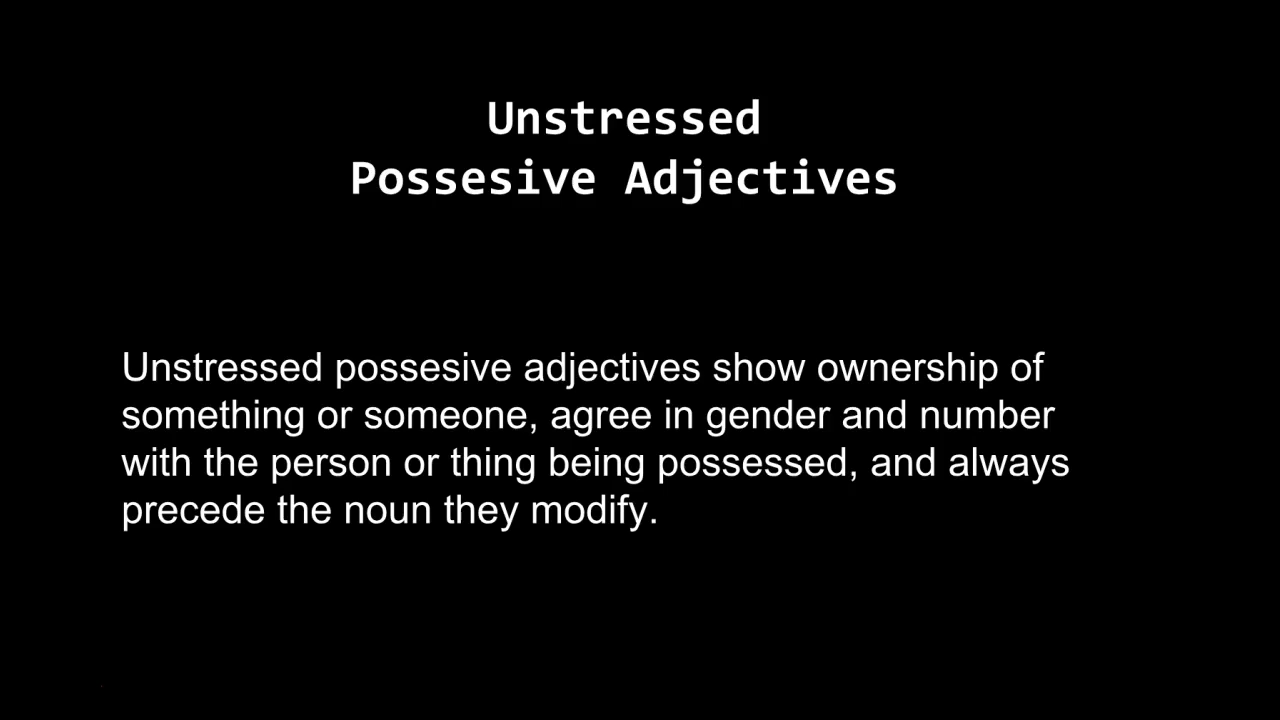 Unstressed
Possesive Adjectives
Unstressed possesive adjectives show ownership of
something or someone, agree in gender and number
with the person or thing being possessed, and always
precede the noun they modify.